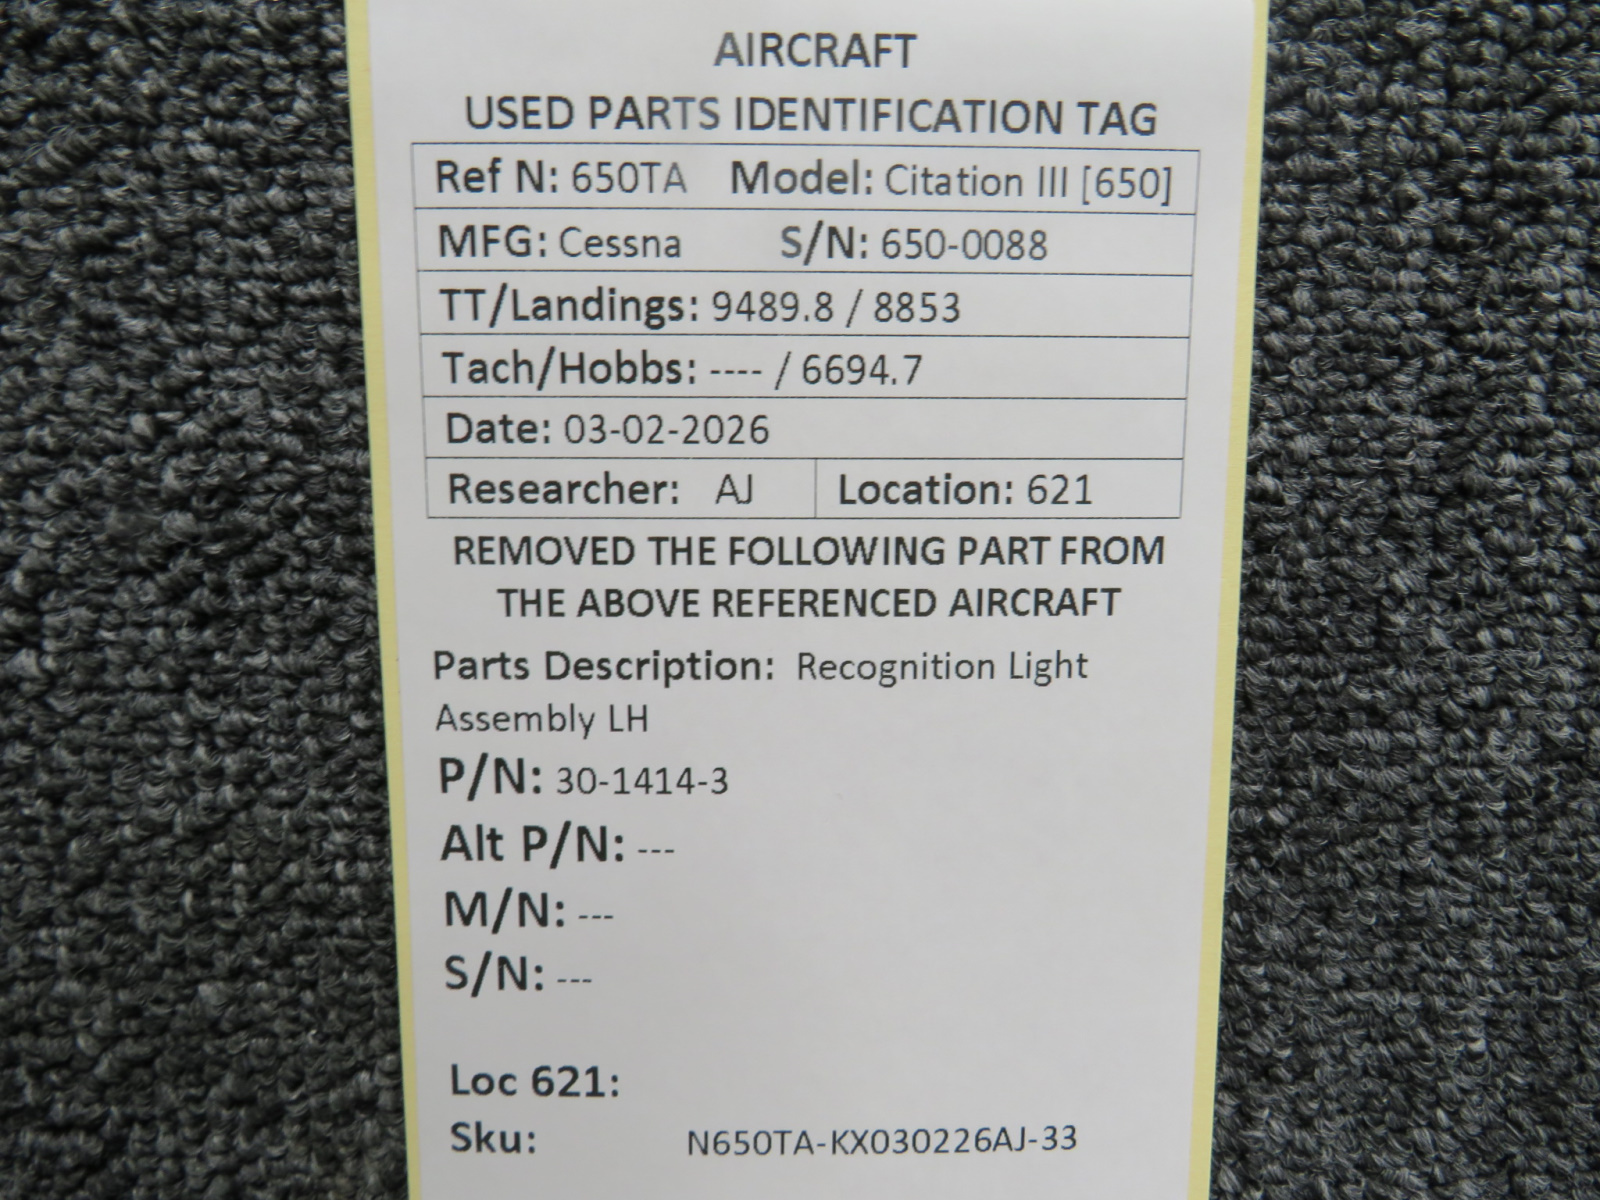 AIRCRAFT
USED PARTS IDENTIFICATION TAG
Ref N: 650TA Model: Citation III [650]
MFG: Cessna S/N: 650-0088
TT/Landings: 9489.8 / 8853
Tach/Hobbs: ---- / 6694.7
Date: 03-02-2026
Researcher: AJ Location: 621
REMOVED THE FOLLOWING PART FROM
THE ABOVE REFERENCED AIRCRAFT
Parts Description: Recognition Light
Assembly LH
P/N: 30-1414-3
Alt P/N: ---
M/N: ---
S/N: ---
Loc 621:
Sku: N650TA-KX030226AJ-33